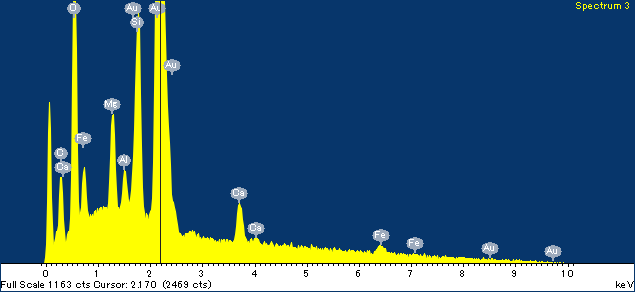 Spectrum 3
O Au Si Au
Au
Mg
Fe
O Al
Ca
Ca
Ca
Fe Fe Au Au
0 1 2 3 4 5 6 7 8 9 10
Full Scale 1163 cts Cursor: 2.170 (2469 cts) keV